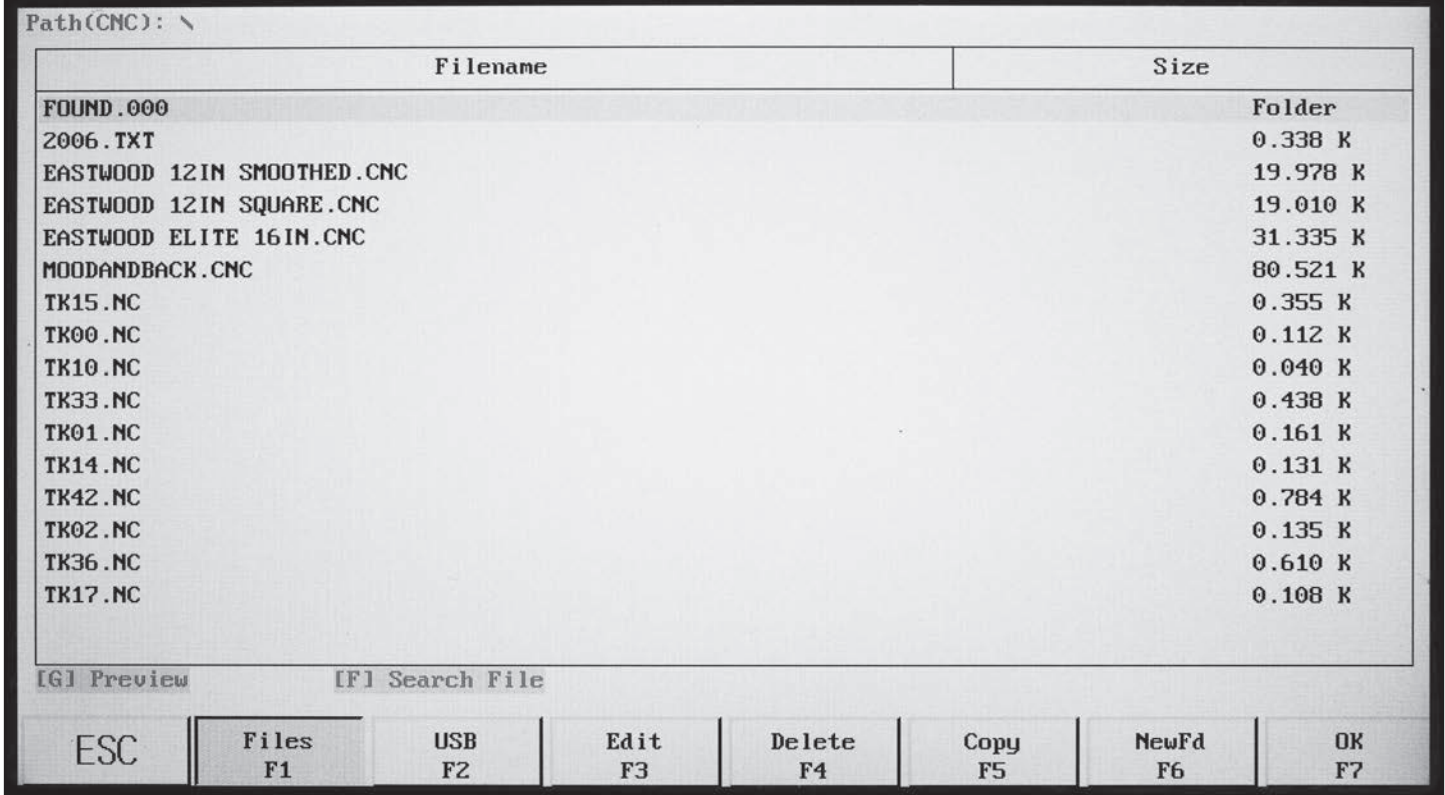 Path(CNC): \
Filename Size
FOUND.000 Folder
2006.TXT 0.338 K
EASTWOOD 12IN SMOOTHED.CNC 19.978 K
EASTWOOD 12IN SQUARE.CNC 19.010 K
EASTWOOD ELITE 16IN.CNC 31.335 K
MOODANDBACK.CNC 80.521 K
TK15.NC 0.355 K
TK00.NC 0.112 K
TK10.NC 0.040 K
TK33.NC 0.438 K
TK01.NC 0.161 K
TK14.NC 0.131 K
TK42.NC 0.784 K
TK02.NC 0.135 K
TK36.NC 0.610 K
TK17.NC 0.108 K
[G] Preview [F] Search File
ESC Files USB Edit Delete Copy NewFd OK
F1 F2 F3 F4 F5 F6 F7